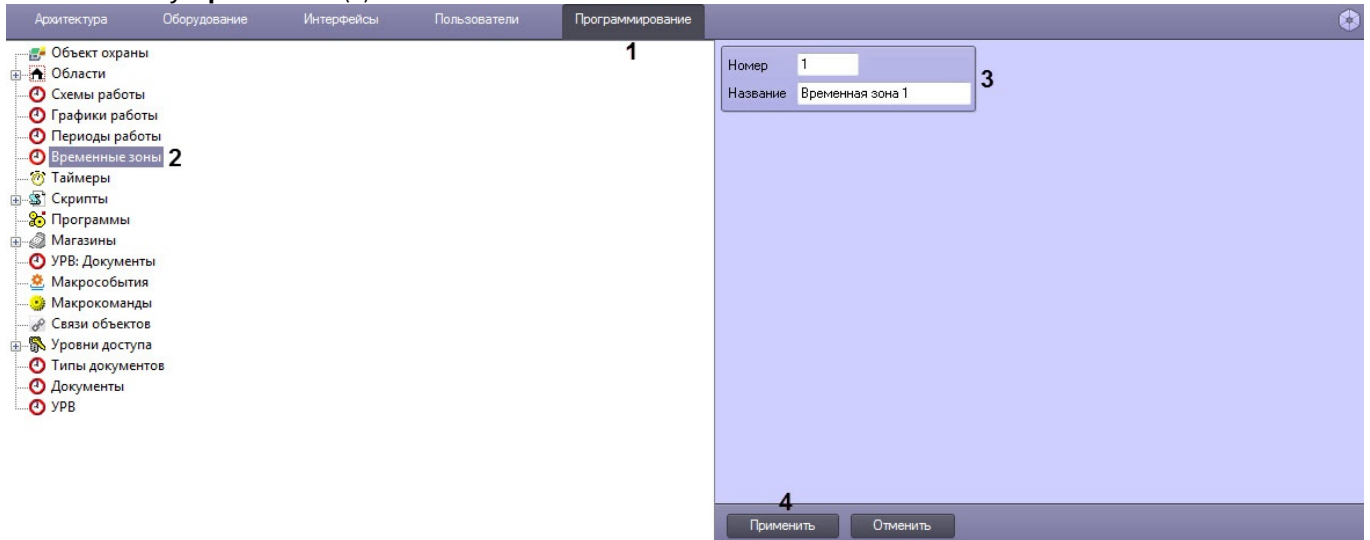 Архитектура Оборудование Интерфейсы Пользователи Программирование
1
Объект охраны
Области
Схемы работы
Графики работы
Периоды работы
Временные зоны 2
Таймеры
Скрипты
Программы
Магазины
УРВ: Документы
Макрособытия
Макрокоманды
Связи объектов
Уровни доступа
Типы документов
Документы
УРВ
Номер 1
Название Временная зона 1
3
4
Применить Отменить